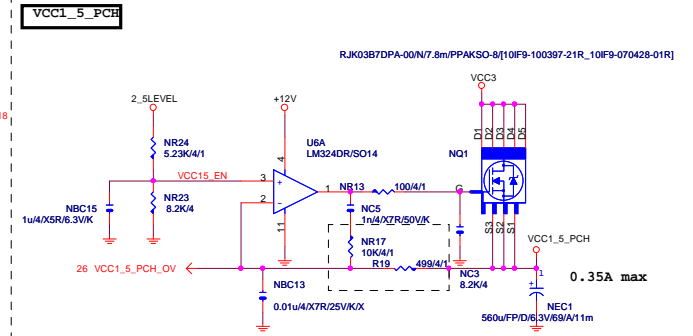 VCC1_5_PCH
RJK03B7DPA-00/N/7.8m/PPAKSO-8/[10IF9-100397-21R_10IF9-070428-01R]
VCC3
2_5LEVEL
+12V
18
D1
D2
D3
D4
D5
NR24
5.23K/4/1
U6A
LM324DR/SO14
NQ1
4
VCC15_EN
3
+
1
NR13
100/4/1
G
NBC15
1u/4/X5R/6.3V/K
NR23
8.2K/4
2
-
11
NC5
1n/4/X7R/50V/K
S3
S2
S1
NR17
10K/4/1
VCC1_5_PCH
26 VCC1_5_PCH_OV
R19
499/4/1
NC3
8.2K/4
1
0.35A max
NBC13
0.01u/4/X7R/25V/K/X
+
NEC1
560u/FP/D/6.3V/69/A/11m